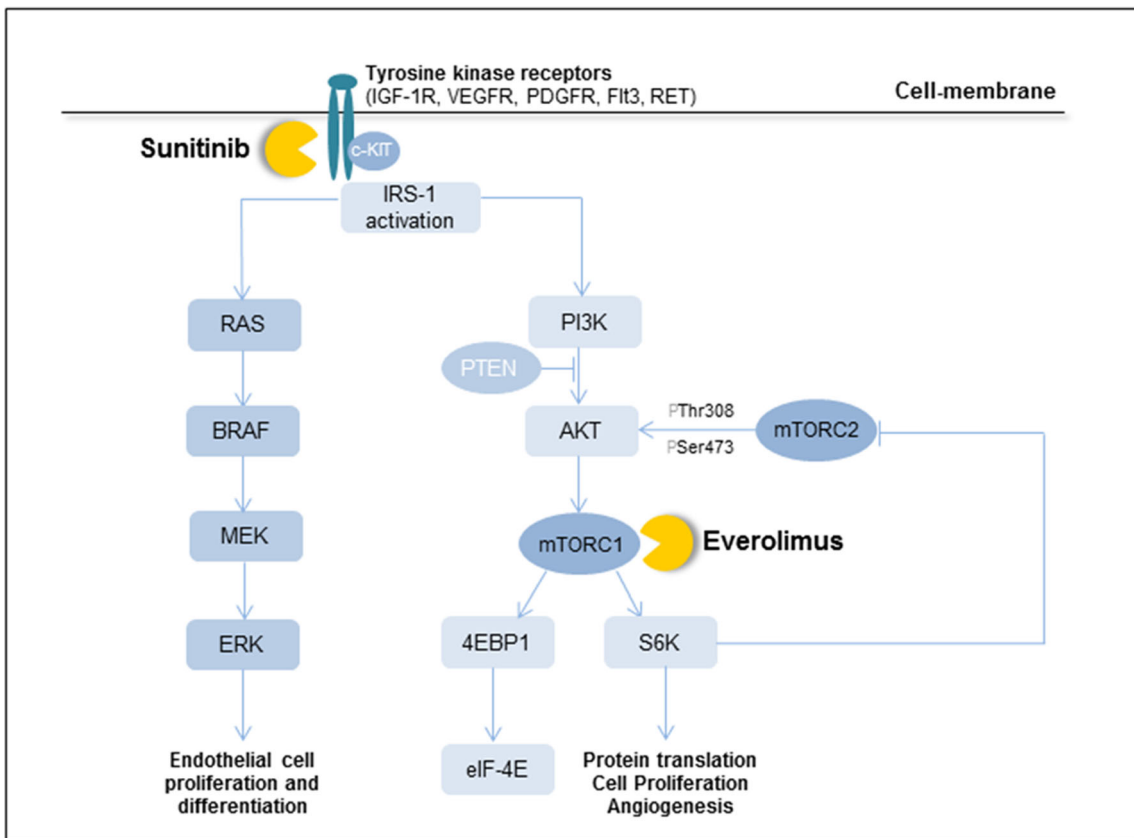 Tyrosine kinase receptors
(IGF-1R, VEGFR, PDGFR, Flt3, RET)
Cell-membrane
Sunitinib
c-KIT
IRS-1
activation
RAS
PI3K
PTEN
BRAF
AKT
PThr308
PSer473
mTORC2
MEK
mTORC1
Everolimus
ERK
4EBP1
S6K
Endothelial cell
proliferation and
differentiation
eIF-4E
Protein translation
Cell Proliferation
Angiogenesis